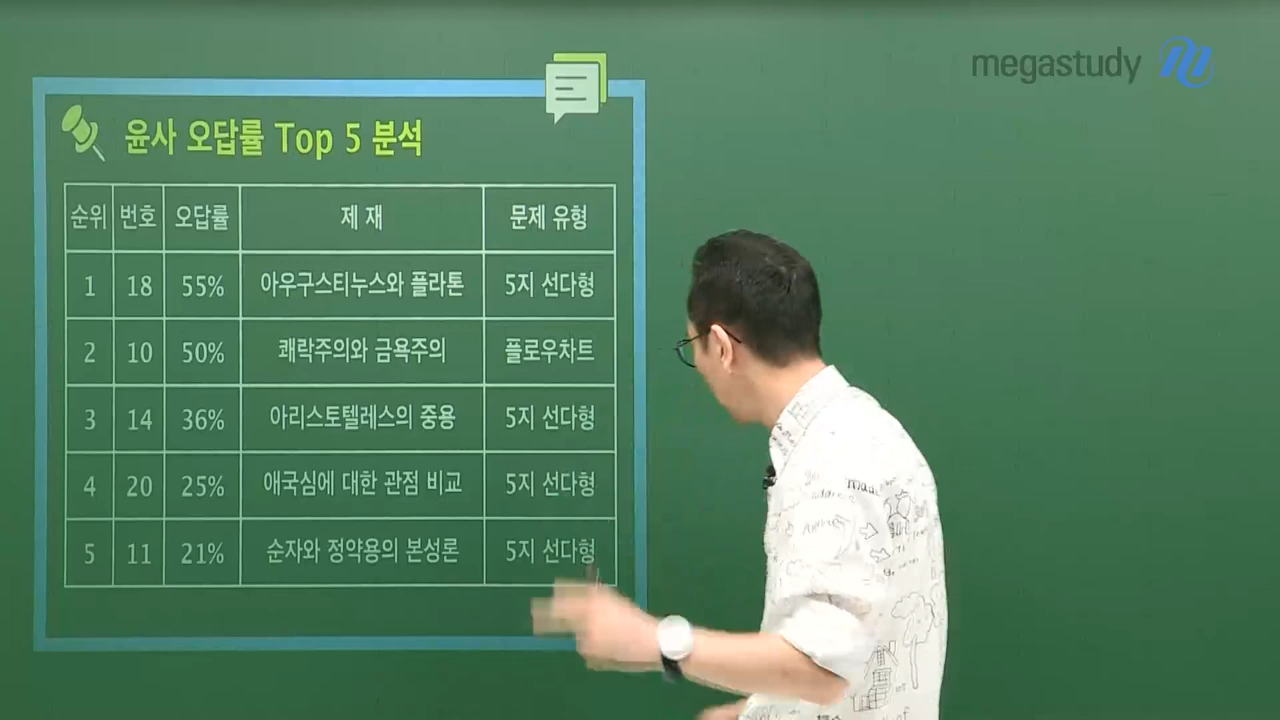 megastudy
윤사 오답률 Top 5 분석
순위 번호 오답률 제 재 문제 유형
1 18 55% 아우구스티누스와 플라톤 5지 선다형
2 10 50% 쾌락주의와 금욕주의 플로우차트
3 14 36% 아리스토텔레스의 중용 5지 선다형
4 20 25% 애국심에 대한 관점 비교 5지 선다형
5 11 21% 순자와 정약용의 본성론 5지 선다형